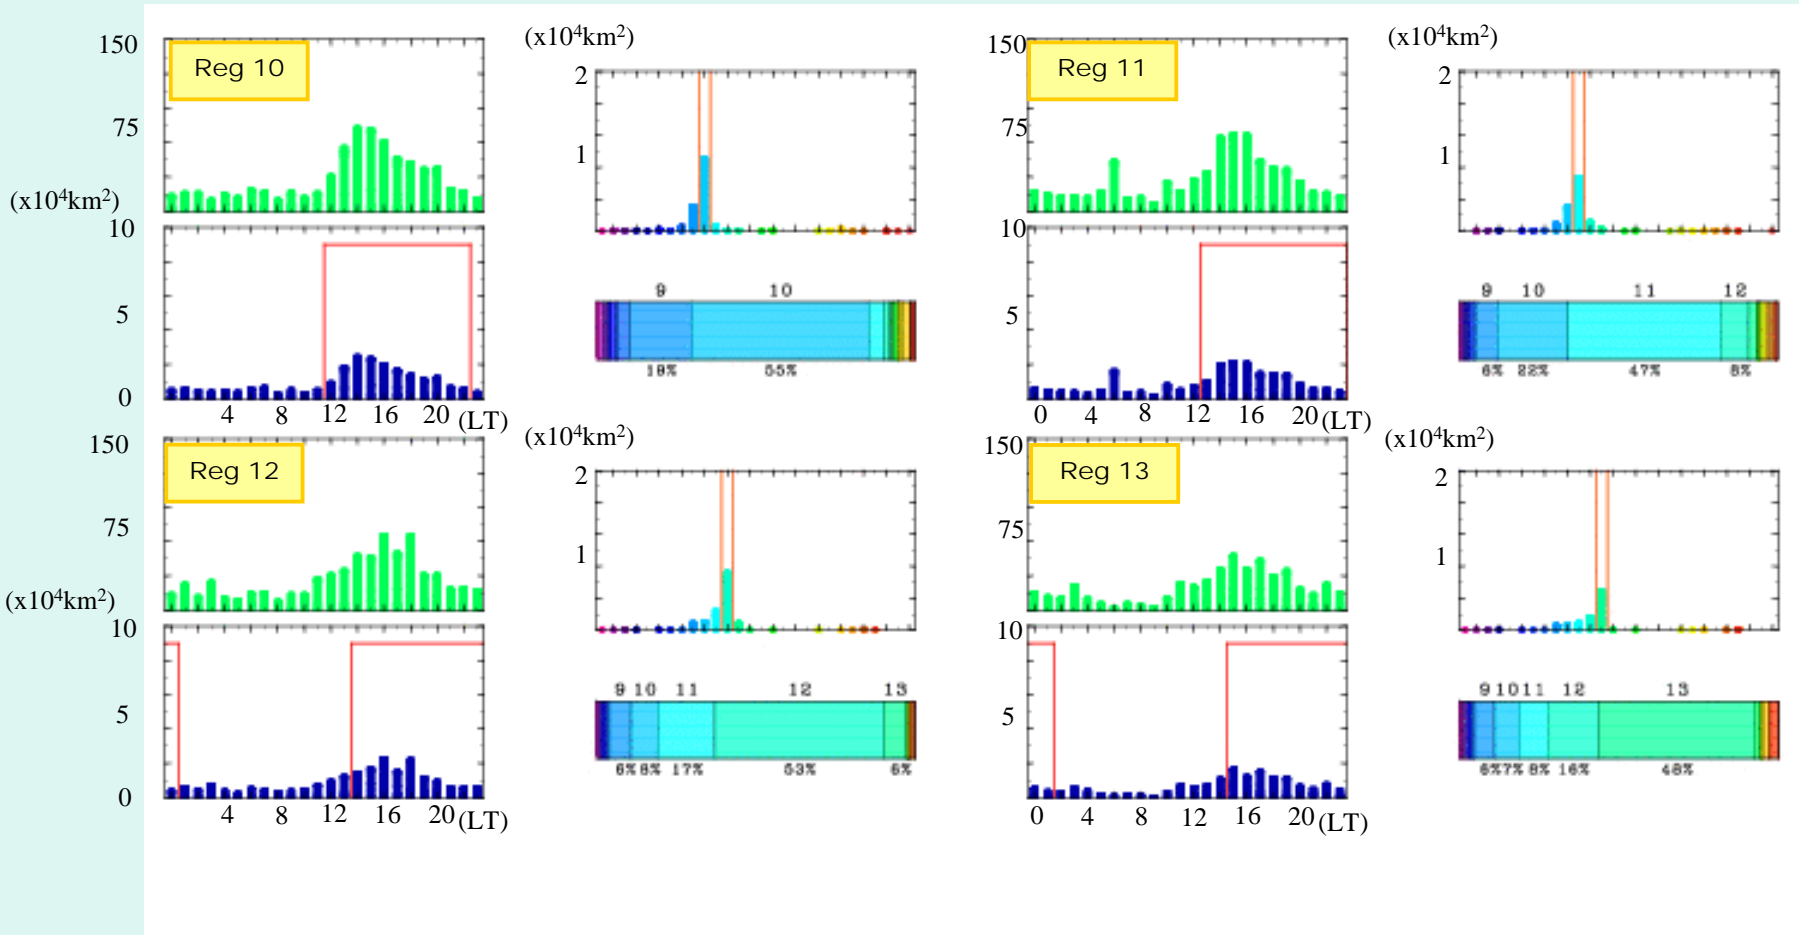 (x10⁴km²)
(x10⁴km²)
150
Reg 10
2
75
1
(x10⁴km²)
10
5
0
4 8 12 16 20 (LT)
9 10
18% 55%
150
Reg 11
2
75
1
10
5
0
0 4 8 12 16 20 (LT)
9 10 11 12
6% 22% 47% 8%
(x10⁴km²)
(x10⁴km²)
150
Reg 12
2
75
1
(x10⁴km²)
10
5
0
4 8 12 16 20 (LT)
9 10 11 12 13
6% 8% 17% 53% 6%
150
Reg 13
2
75
1
10
5
0 4 8 12 16 20 (LT)
9 10 11 12 13
6% 7% 8% 16% 48%